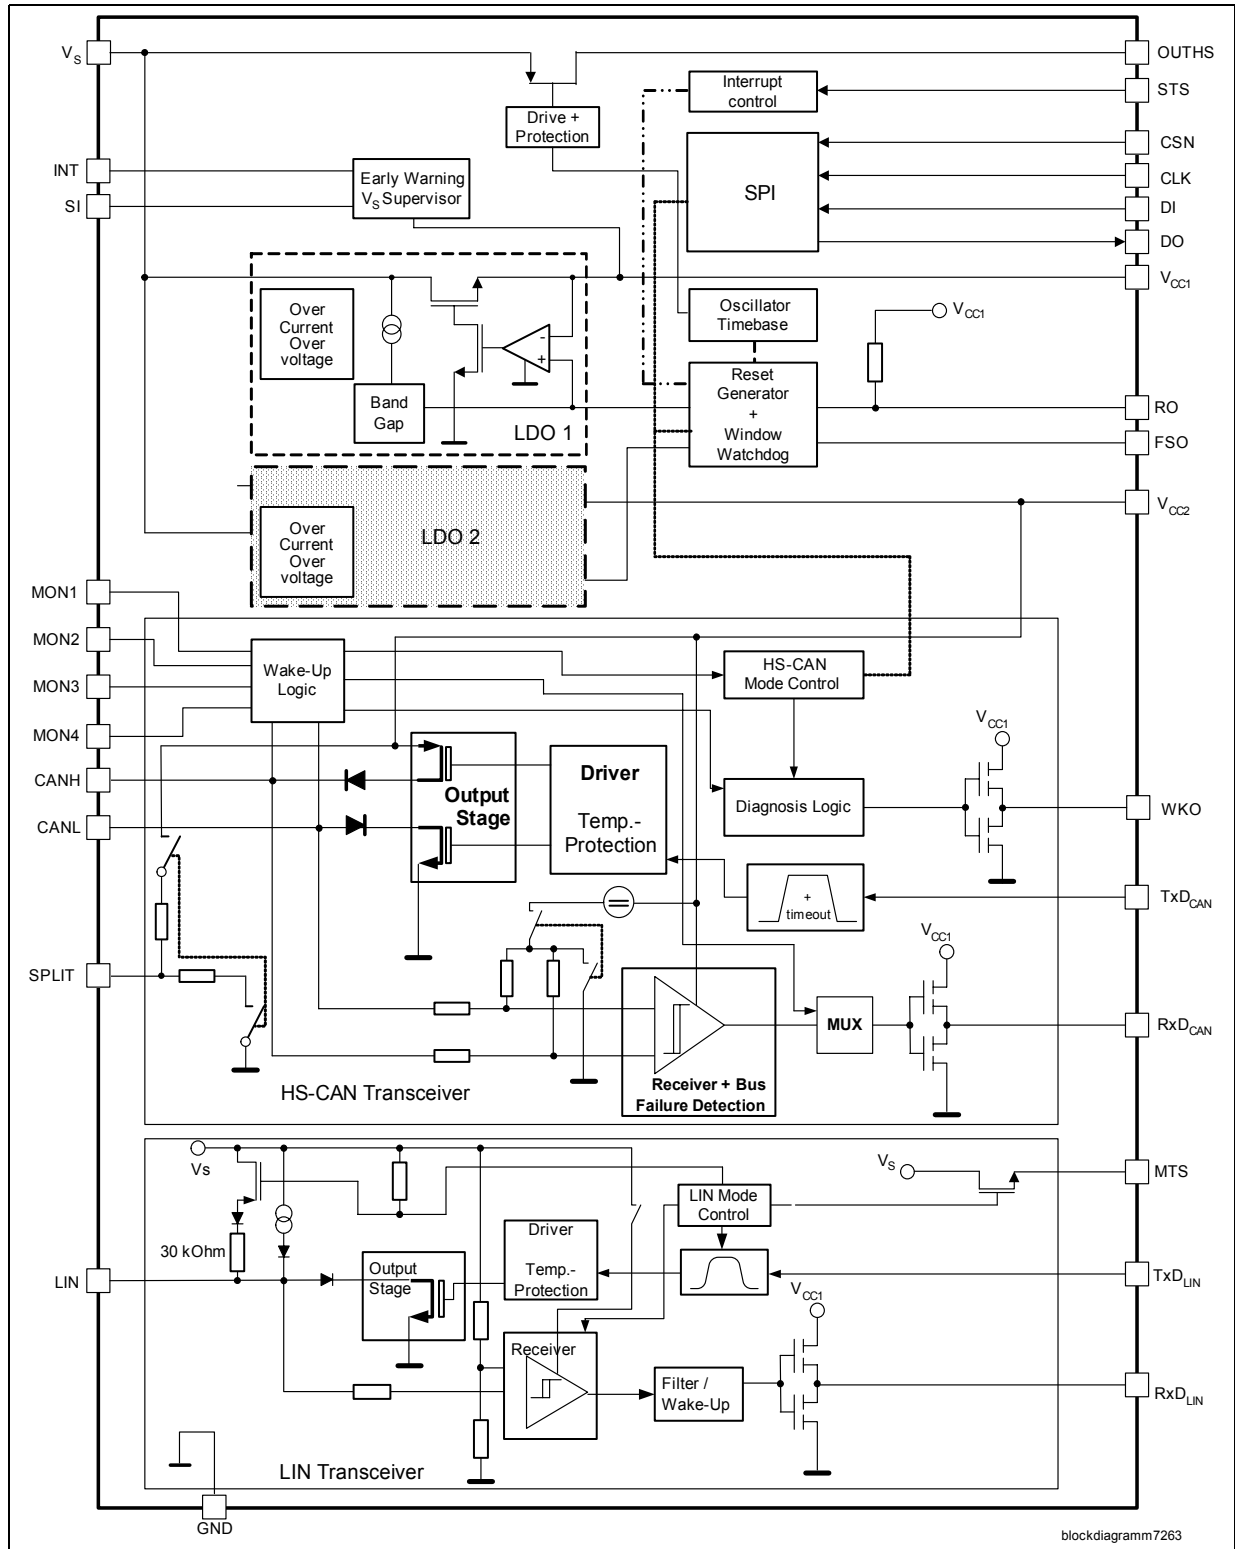 V_S
OUTHS
Interrupt
control
STS
Drive +
Protection
CSN
INT
Early Warning
V_S Supervisor
SPI
CLK
SI
DI
DO
V_CC1
Over
Current
Over
voltage
Oscillator
Timebase
V_CC1
-
+
Band
Gap
LDO 1
Reset
Generator
+
Window
Watchdog
RO
FSO
V_CC2
Over
Current
Over
voltage
LDO 2
MON1
MON2
MON3
MON4
Wake-Up
Logic
HS-CAN
Mode Control
V_CC1
CANH
CANL
Output
Stage
Driver
Temp.-
Protection
Diagnosis Logic
WKO
+
timeout
TxD_CAN
V_CC1
SPLIT
MUX
RxD_CAN
Receiver + Bus
Failure Detection
HS-CAN Transceiver
Vs
V_S
MTS
LIN Mode
Control
30 kOhm
Driver
Temp.-
Protection
LIN
Output
Stage
TxD_LIN
V_CC1
Receiver
Filter /
Wake-Up
RxD_LIN
LIN Transceiver
GND
blockdiagramm7263